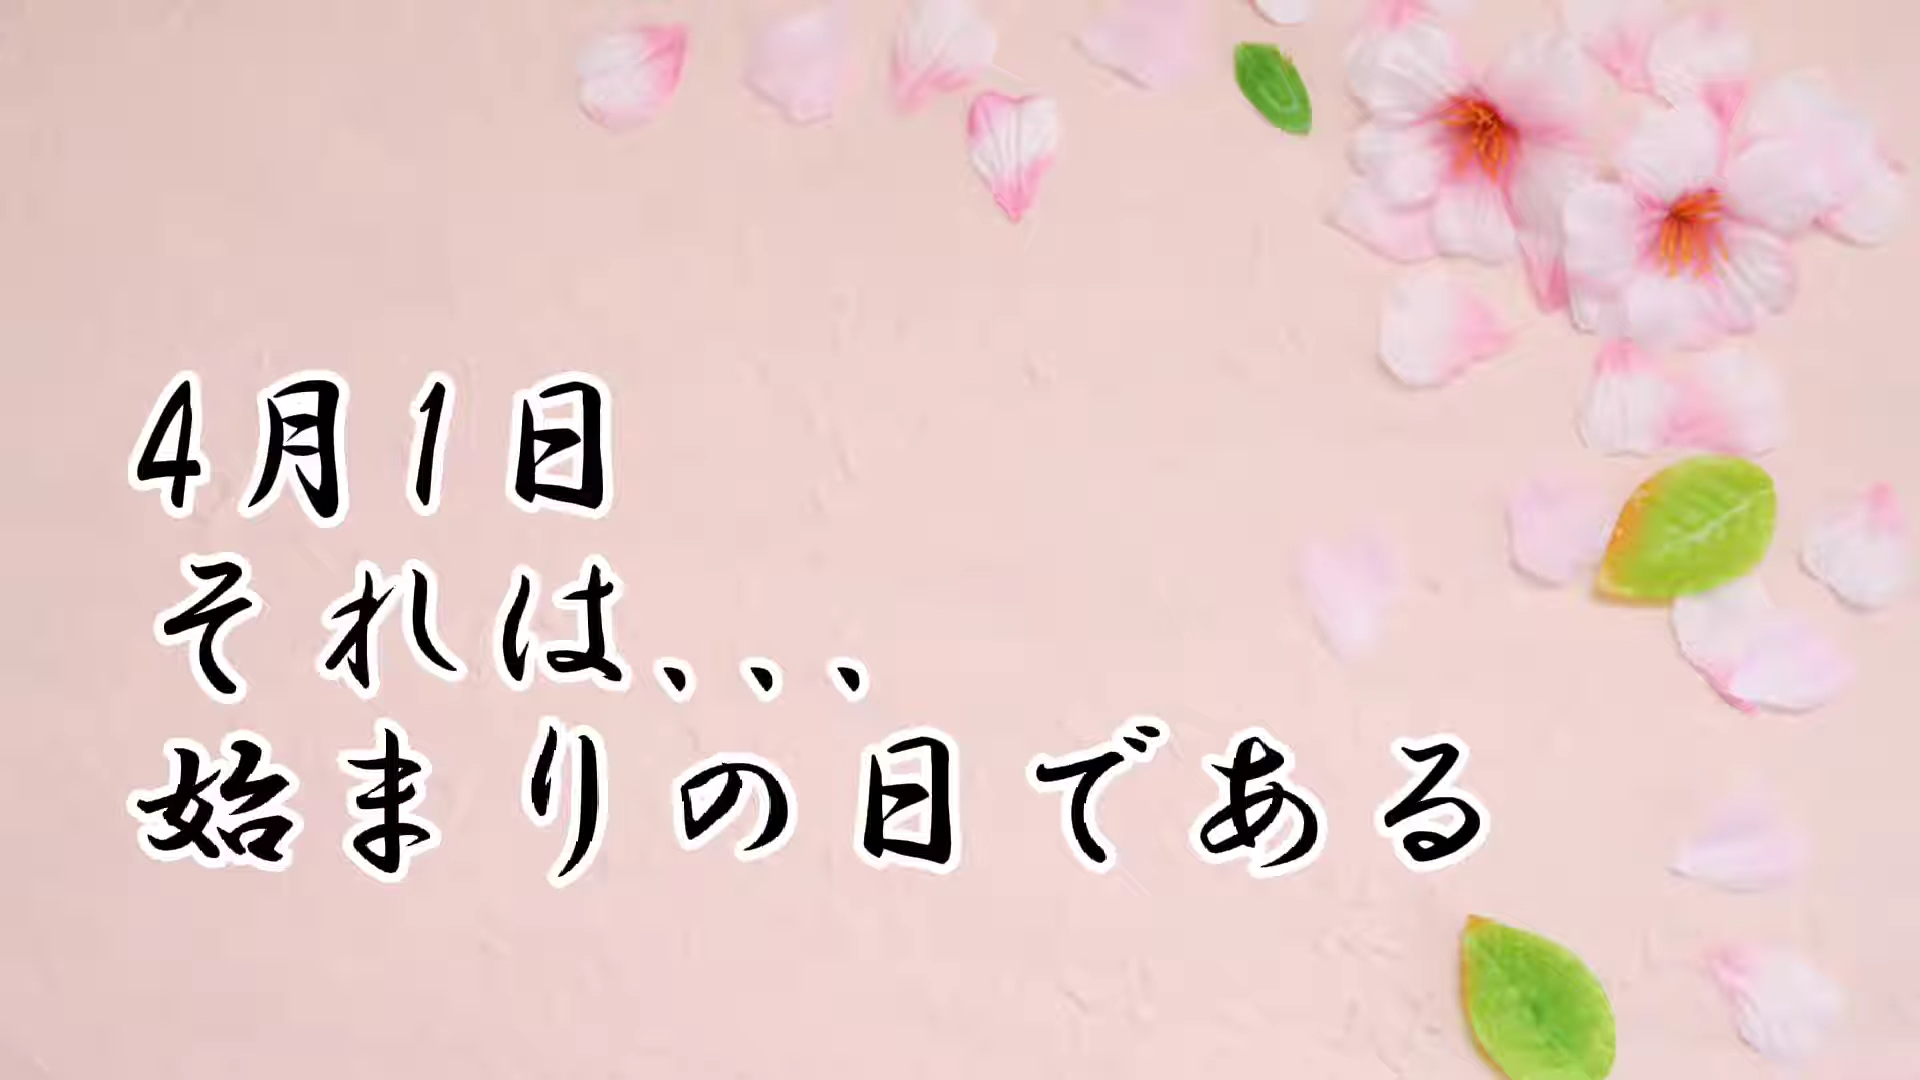 4月1日
それは、、、
始まりの日である